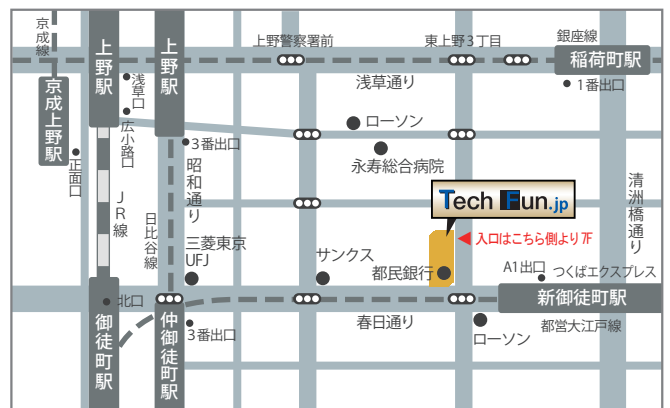 京成線
上野駅
上野駅
上野警察署前
東上野3丁目
銀座線
稲荷町駅
1番出口
浅草通り
浅草口
京成上野駅
広小路口
正面口
3番出口
ローソン
永寿総合病院
昭和通り
JR線
日比谷線
清洲橋通り
Tech Fun.jp
入口はこちら側より 7F
三菱東京
UFJ
サンクス
都民銀行
A1出口
つくばエクスプレス
北口
新御徒町駅
御徒町駅
仲御徒町駅
3番出口
春日通り
ローソン
都営大江戸線